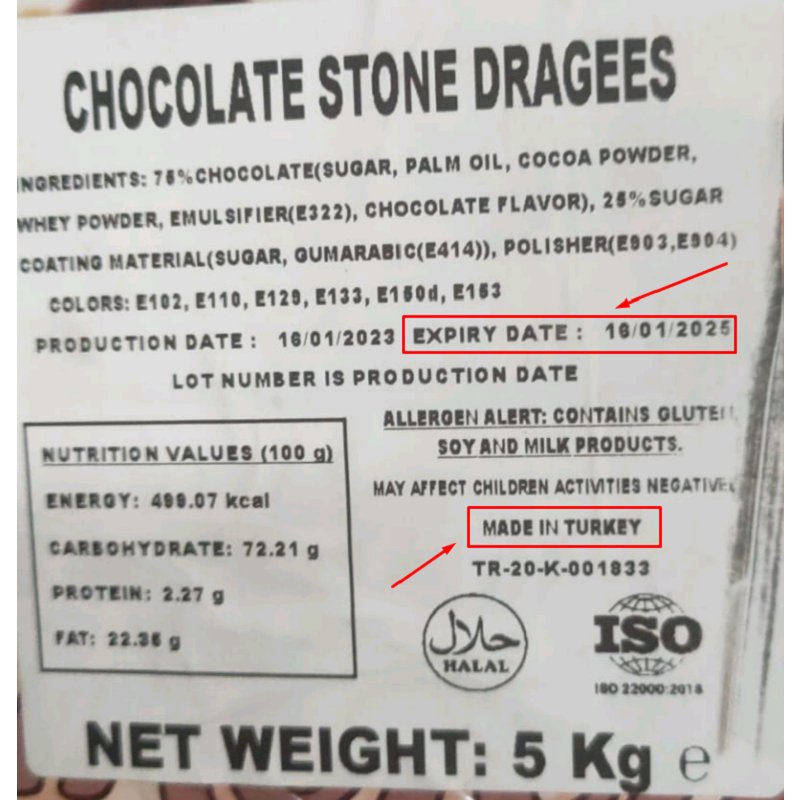 CHOCOLATE STONE DRAGEES
NGREDIENTS: 75%CHOCOLATE(SUGAR, PALM OIL, COCOA POWDER,
WHEY POWDER, EMULSIFIER(E322), CHOCOLATE FLAVOR), 25%SUGAR
COATING MATERIAL(SUGAR, GUMARABIC(E414)), POLISHER(E903,E904)
COLORS: E102, E110, E129, E133, E150d, E153
PRODUCTION DATE : 16/01/2023 EXPIRY DATE : 16/01/2025
LOT NUMBER IS PRODUCTION DATE
ALLERGEN ALERT: CONTAINS GLUTEN,
SOY AND MILK PRODUCTS.
MAY AFFECT CHILDREN ACTIVITIES NEGATIVEL
MADE IN TURKEY
TR-20-K-001833
NUTRITION VALUES (100 g)
ENERGY: 499.07 kcal
CARBOHYDRATE: 72.21 g
PROTEIN: 2.27 g
FAT: 22.36 g
حلال
HALAL
ISO
ISO 22000:2018
NET WEIGHT: 5 Kg e